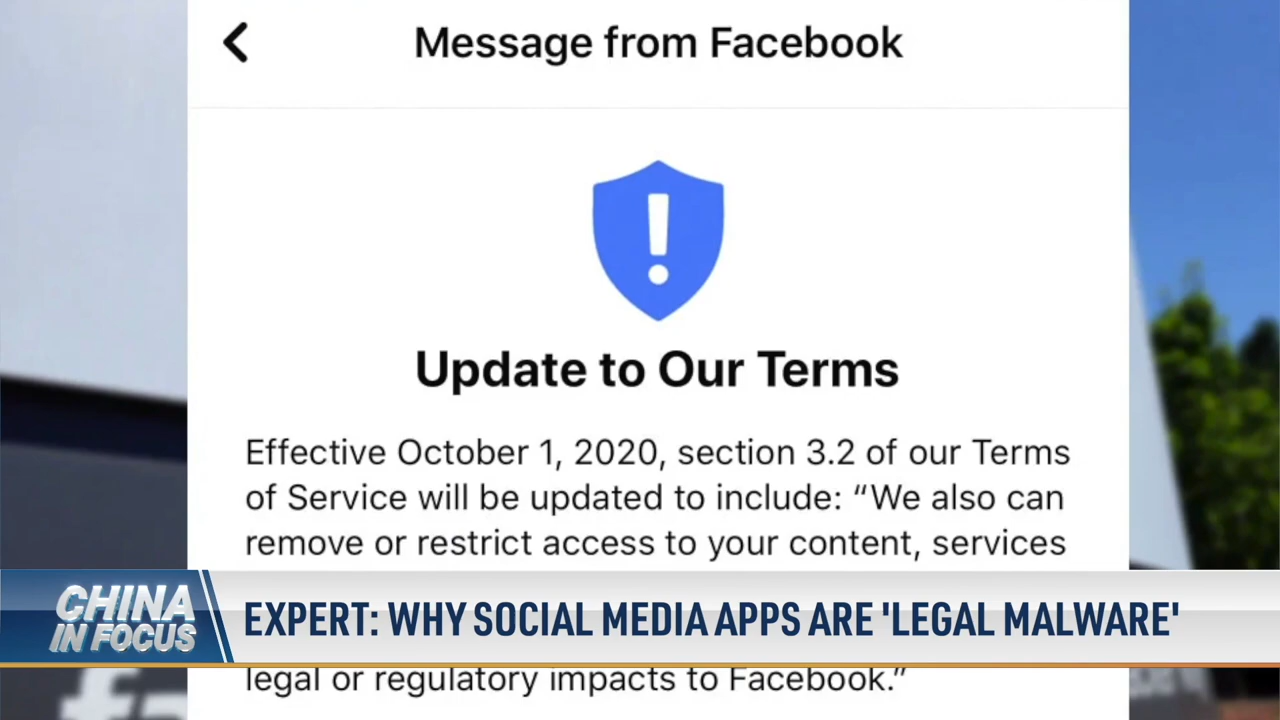 Message from Facebook
Update to Our Terms
Effective October 1, 2020, section 3.2 of our Terms
of Service will be updated to include: “We also can
remove or restrict access to your content, services
CHINA
IN FOCUS
EXPERT: WHY SOCIAL MEDIA APPS ARE 'LEGAL MALWARE'
legal or regulatory impacts to Facebook.”